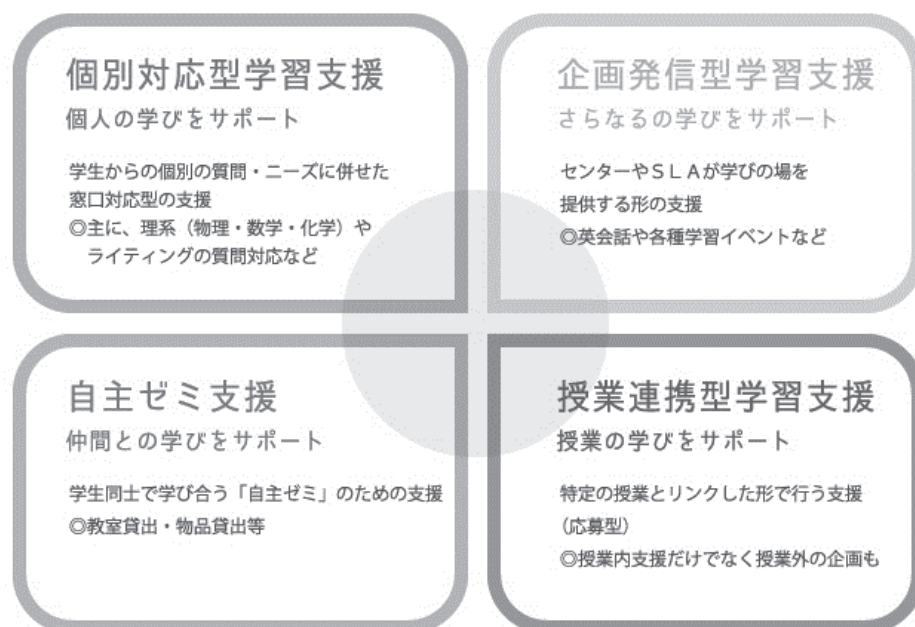 個別対応型学習支援
個人の学びをサポート
学生からの個別の質問・ニーズに併せた
窓口対応型の支援
◎主に、理系（物理・数学・化学）や
ライティングの質問対応など
企画発信型学習支援
さらなるの学びをサポート
センターやＳＬＡが学びの場を
提供する形の支援
◎英会話や各種学習イベントなど
自主ゼミ支援
仲間との学びをサポート
学生同士で学び合う「自主ゼミ」のための支援
◎教室貸出・物品貸出等
授業連携型学習支援
授業の学びをサポート
特定の授業とリンクした形で行う支援
（応募型）
◎授業内支援だけでなく授業外の企画も